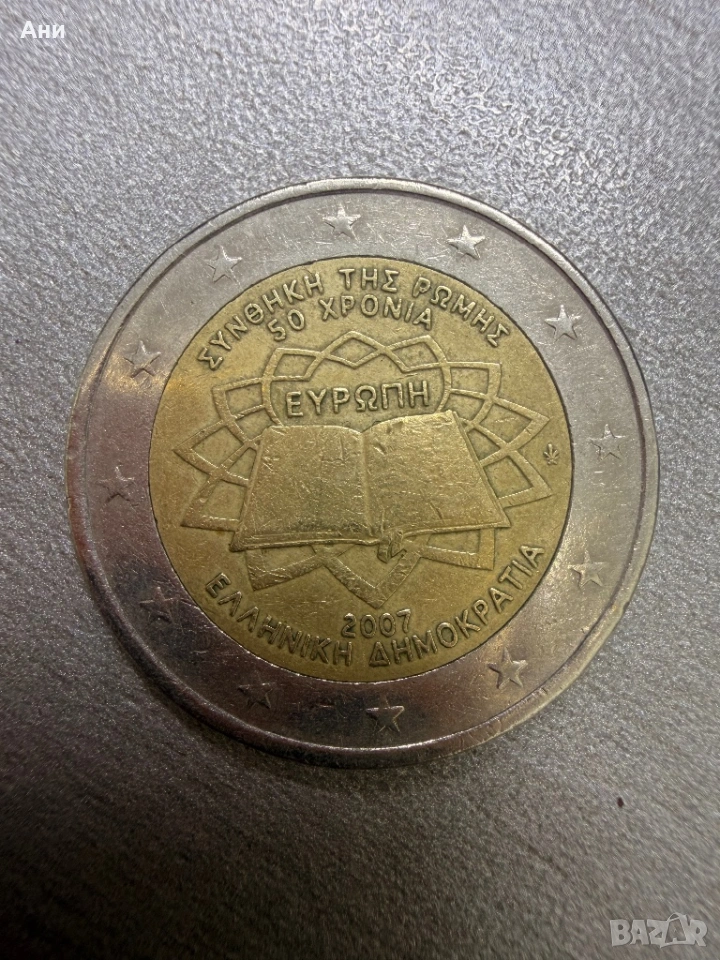 Ани
ΣΥΝΘΗΚΗ ΤΗΣ ΡΩΜΗΣ
50 ΧΡΟΝΙΑ
ΕΥΡΩΠΗ
2007
ΕΛΛΗΝΙΚΗ ΔΗΜΟΚΡΑΤΙΑ
BAZAR